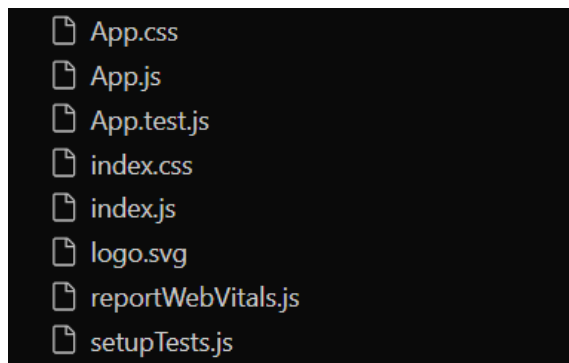 App.css
App.js
App.test.js
index.css
index.js
logo.svg
reportWebVitals.js
setupTests.js